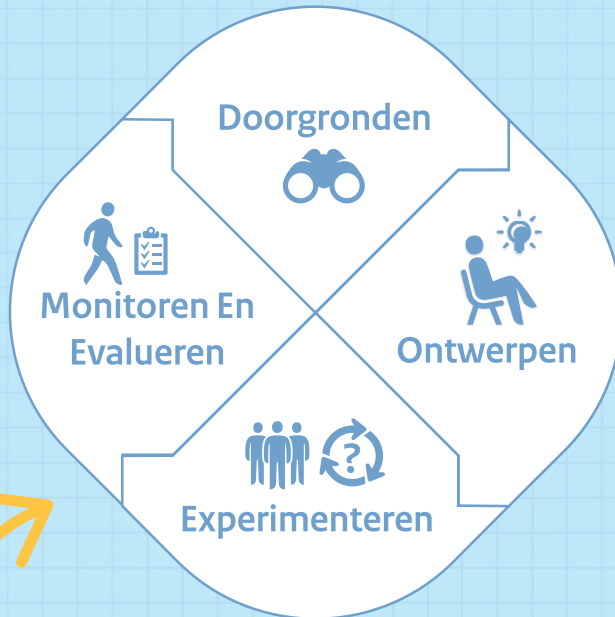 Doorgronden
Monitoren En
Evalueren
Ontwerpen
?
Experimenteren